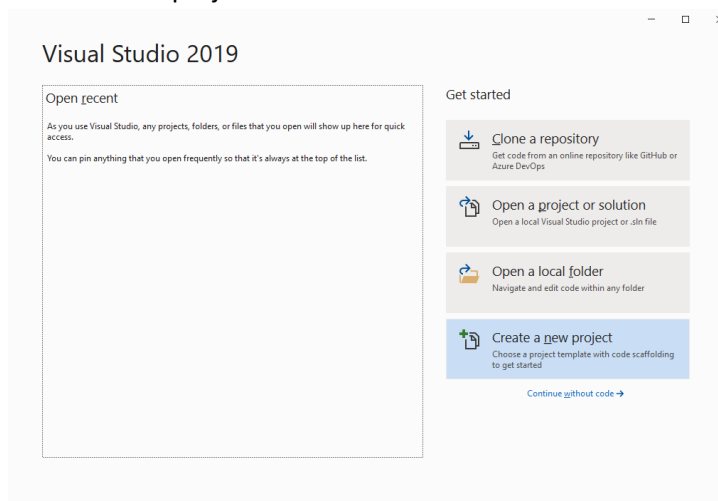 Visual Studio 2019
Open recent
As you use Visual Studio, any projects, folders, or files that you open will show up here for quick
access.
You can pin anything that you open frequently so that it's always at the top of the list.
Get started
Clone a repository
Get code from an online repository like GitHub or
Azure DevOps
Open a project or solution
Open a local Visual Studio project or .sln file
Open a local folder
Navigate and edit code within any folder
Create a new project
Choose a project template with code scaffolding
to get started
Continue without code →